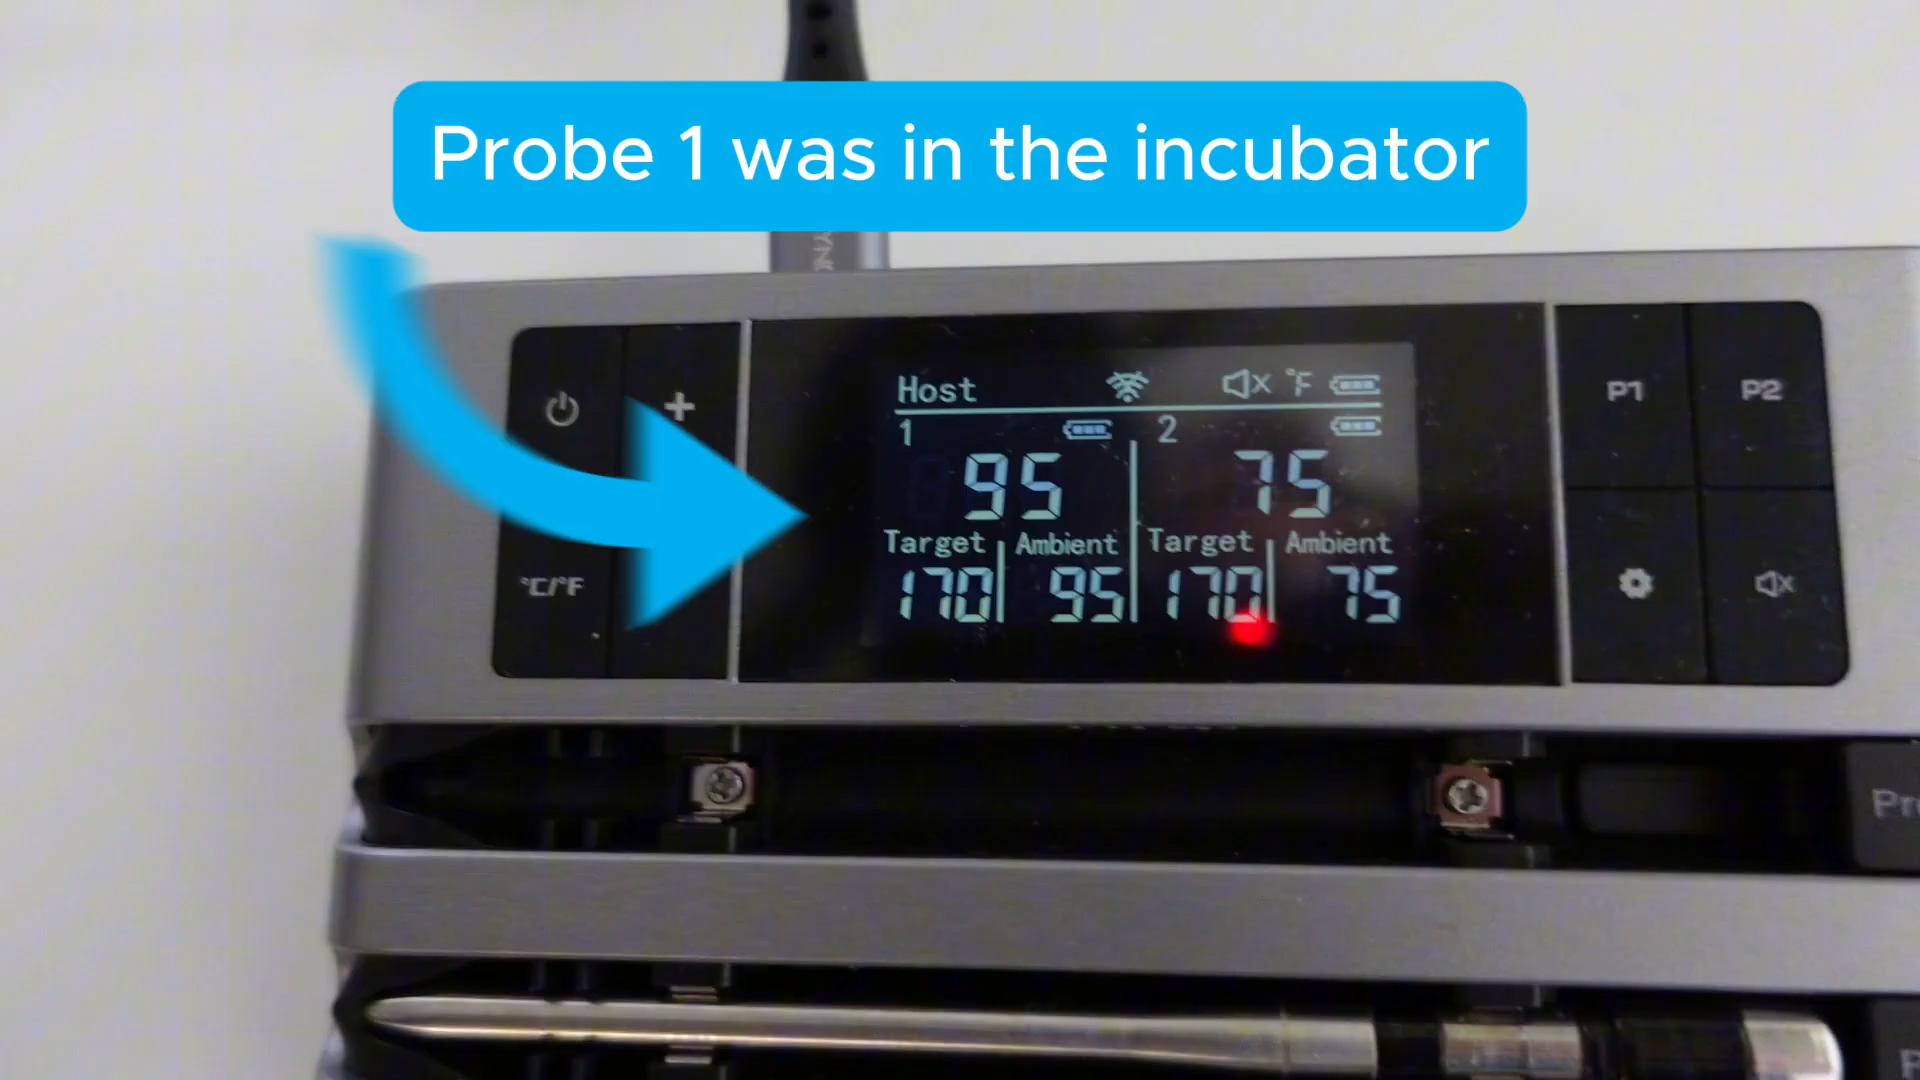 Probe 1 was in the incubator
Host °F
1 2
95 75
Target Ambient Target Ambient
170 95 170 75
+
°C/°F
P1 P2